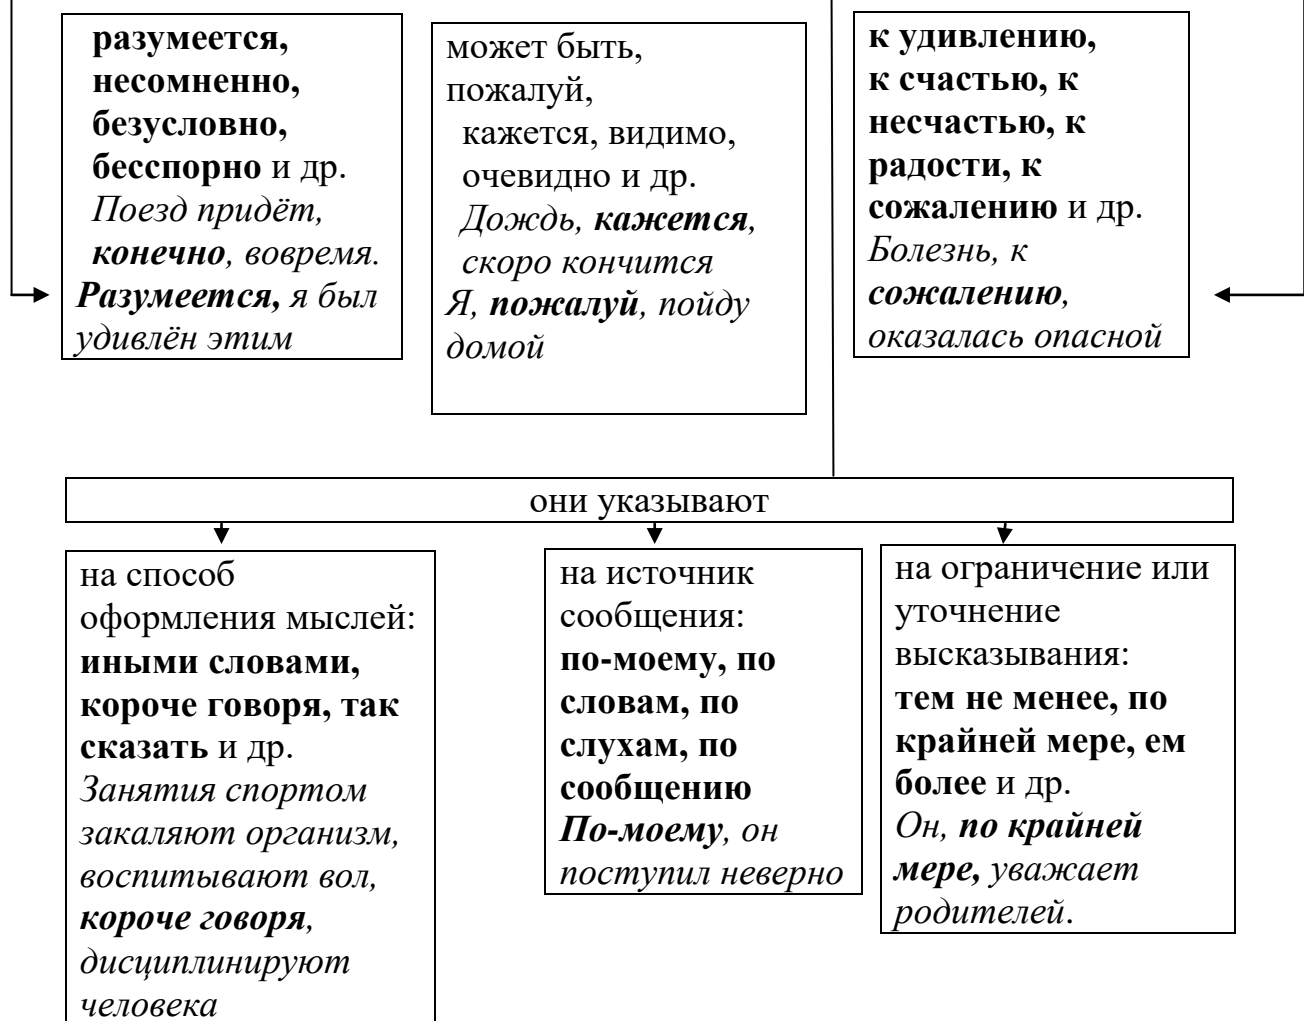 разумеется,
несомненно,
безусловно,
бесспорно и др.
Поезд придёт,
конечно, вовремя.
Разумеется, я был
удивлён этим
может быть,
пожалуй,
кажется, видимо,
очевидно и др.
Дождь, кажется,
скоро кончится
Я, пожалуй, пойду
домой
к удивлению,
к счастью, к
несчастью, к
радости, к
сожалению и др.
Болезнь, к
сожалению,
оказалась опасной
они указывают
на способ
оформления мыслей:
иными словами,
короче говоря, так
сказать и др.
Занятия спортом
закаляют организм,
воспитывают вол,
короче говоря,
дисциплинируют
человека
на источник
сообщения:
по-моему, по
словам, по
слухам, по
сообщению
По-моему, он
поступил неверно
на ограничение или
уточнение
высказывания:
тем не менее, по
крайней мере, ем
более и др.
Он, по крайней
мере, уважает
родителей.